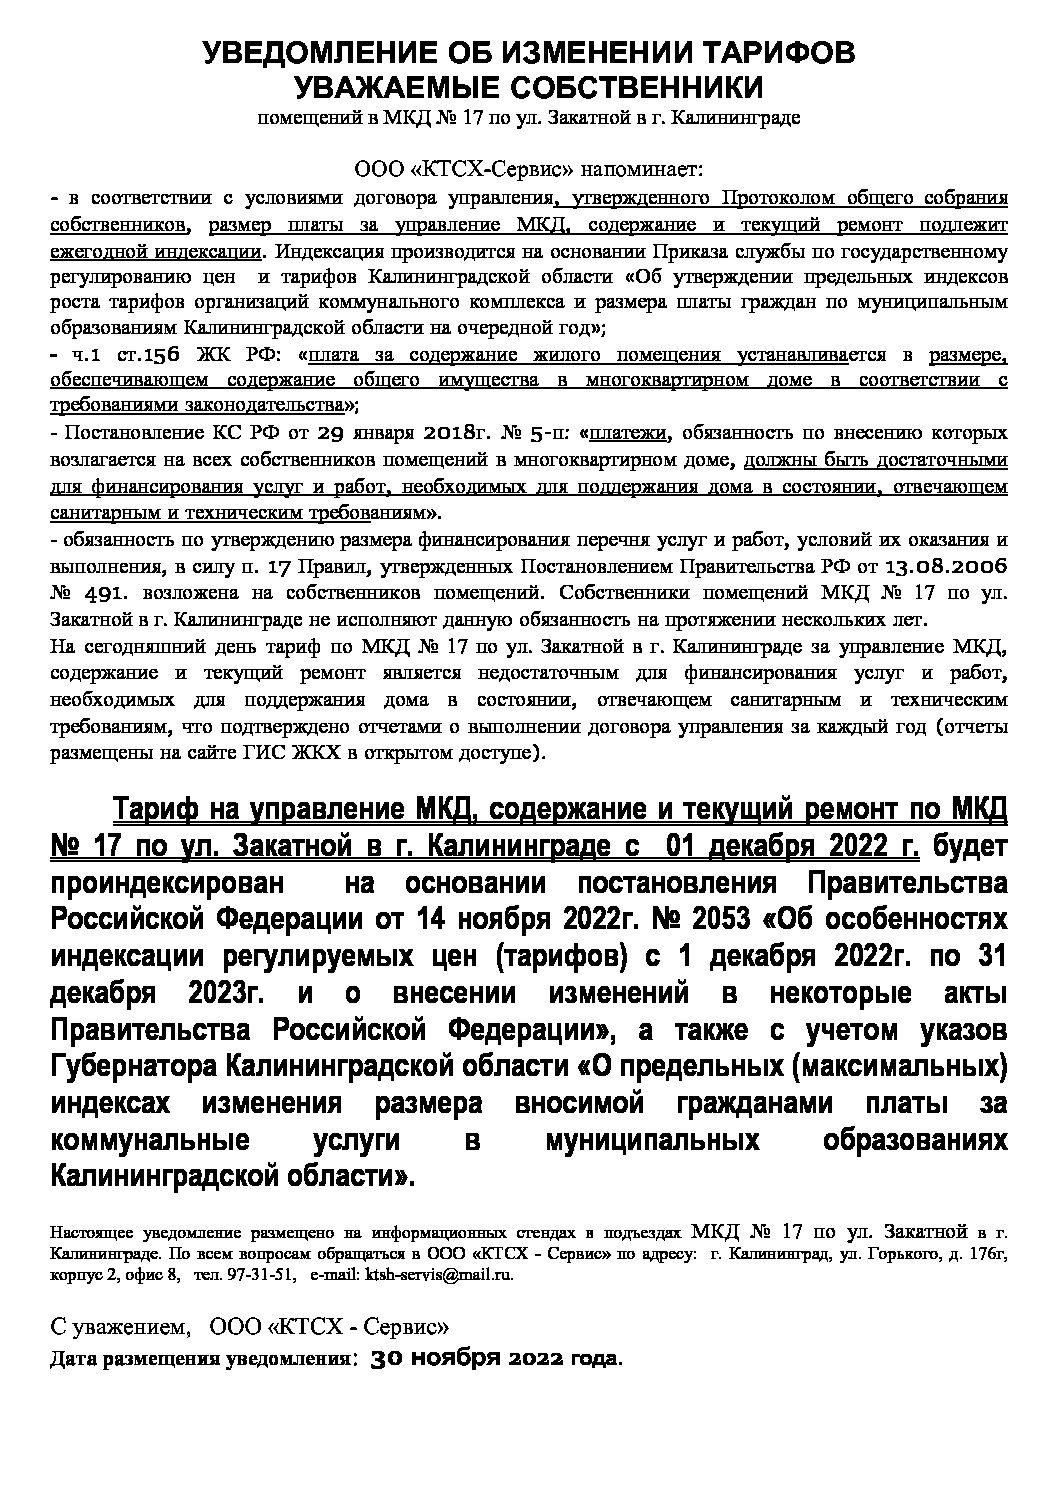 УВЕДОМЛЕНИЕ ОБ ИЗМЕНЕНИИ ТАРИФОВ
УВАЖАЕМЫЕ СОБСТВЕННИКИ
помещений в МКД № 17 по ул. Закатной в г. Калининграде
ООО «КТСХ-Сервис» напоминает:
- в соответствии с условиями договора управления, утвержденного Протоколом общего собрания
собственников, размер платы за управление МКД, содержание и текущий ремонт подлежит
ежегодной индексации. Индексация производится на основании Приказа службы по государственному
регулированию цен и тарифов Калининградской области «Об утверждении предельных индексов
роста тарифов организаций коммунального комплекса и размера платы граждан по муниципальным
образованиям Калининградской области на очередной год»;
- ч.1 ст.156 ЖК РФ: «плата за содержание жилого помещения устанавливается в размере,
обеспечивающем содержание общего имущества в многоквартирном доме в соответствии с
требованиями законодательства»;
- Постановление КС РФ от 29 января 2018г. № 5-п: «платежи, обязанность по внесению которых
возлагается на всех собственников помещений в многоквартирном доме, должны быть достаточными
для финансирования услуг и работ, необходимых для поддержания дома в состоянии, отвечающем
санитарным и техническим требованиям».
- обязанность по утверждению размера финансирования перечня услуг и работ, условий их оказания и
выполнения, в силу п. 17 Правил, утвержденных Постановлением Правительства РФ от 13.08.2006
№ 491. возложена на собственников помещений. Собственники помещений МКД № 17 по ул.
Закатной в г. Калининграде не исполняют данную обязанность на протяжении нескольких лет.
На сегодняшний день тариф по МКД № 17 по ул. Закатной в г. Калининграде за управление МКД,
содержание и текущий ремонт является недостаточным для финансирования услуг и работ,
необходимых для поддержания дома в состоянии, отвечающем санитарным и техническим
требованиям, что подтверждено отчетами о выполнении договора управления за каждый год (отчеты
размещены на сайте ГИС ЖКХ в открытом доступе).
Тариф на управление МКД, содержание и текущий ремонт по МКД
№ 17 по ул. Закатной в г. Калининграде с 01 декабря 2022 г. будет
проиндексирован на основании постановления Правительства
Российской Федерации от 14 ноября 2022г. № 2053 «Об особенностях
индексации регулируемых цен (тарифов) с 1 декабря 2022г. по 31
декабря 2023г. и о внесении изменений в некоторые акты
Правительства Российской Федерации», а также с учетом указов
Губернатора Калининградской области «О предельных (максимальных)
индексах изменения размера вносимой гражданами платы за
коммунальные услуги в муниципальных образованиях
Калининградской области».
Настоящее уведомление размещено на информационных стендах в подъездах МКД № 17 по ул. Закатной в г.
Калининграде. По всем вопросам обращаться в ООО «КТСХ - Сервис» по адресу: г. Калининград, ул. Горького, д. 176г,
корпус 2, офис 8, тел. 97-31-51, e-mail: ktsh-servis@mail.ru.
С уважением, ООО «КТСХ - Сервис»
Дата размещения уведомления: 30 ноября 2022 года.